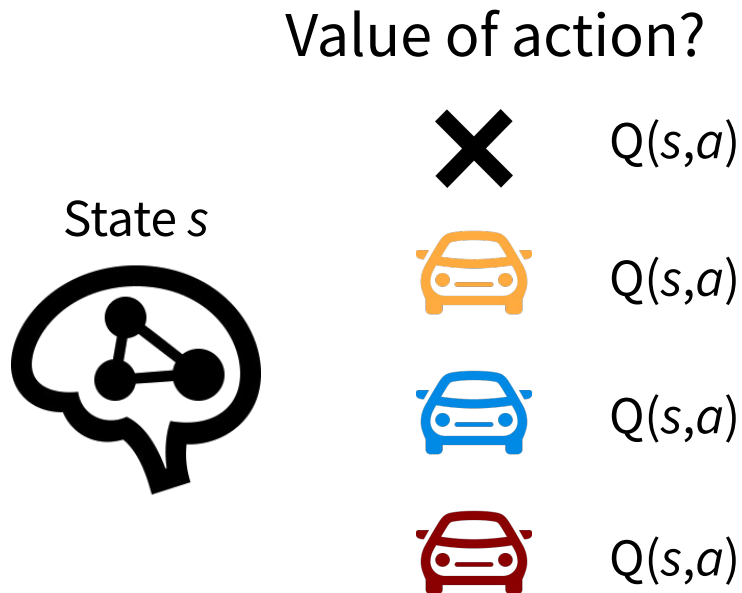 Value of action?
Q(s,a)
State s
Q(s,a)
Q(s,a)
Q(s,a)